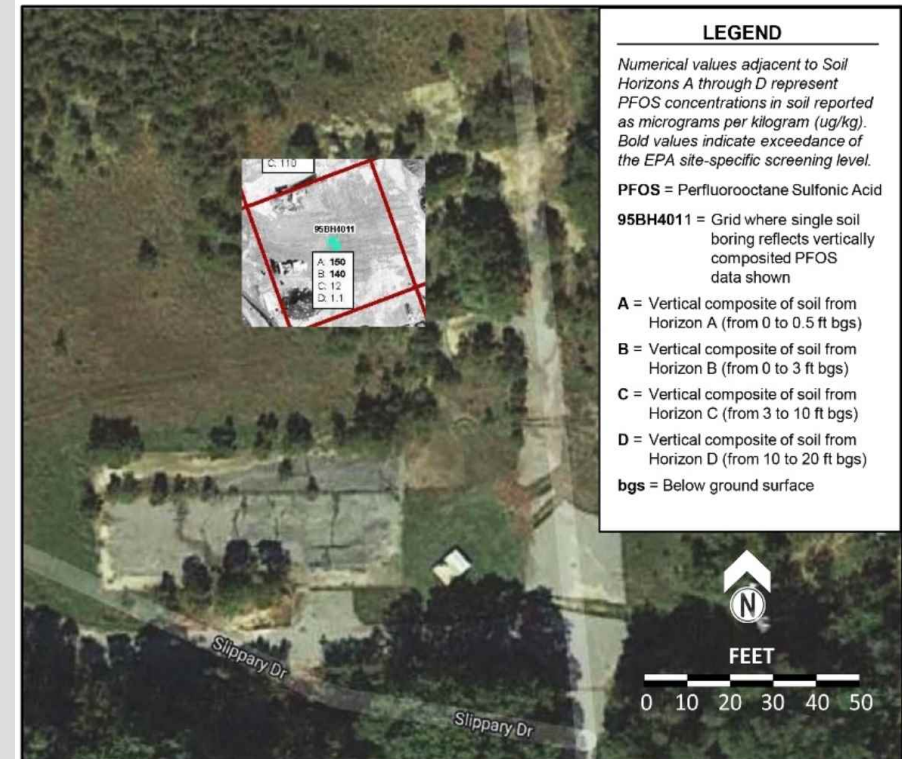 LEGEND
Numerical values adjacent to Soil
Horizons A through D represent
PFOS concentrations in soil reported
as micrograms per kilogram (ug/kg).
Bold values indicate exceedance of
the EPA site-specific screening level.
PFOS = Perfluorooctane Sulfonic Acid
95BH4011 = Grid where single soil
boring reflects vertically
composited PFOS
data shown
A = Vertical composite of soil from
Horizon A (from 0 to 0.5 ft bgs)
B = Vertical composite of soil from
Horizon B (from 0 to 3 ft bgs)
C = Vertical composite of soil from
Horizon C (from 3 to 10 ft bgs)
D = Vertical composite of soil from
Horizon D (from 10 to 20 ft bgs)
bgs = Below ground surface
C: 110
95BH4011
A: 150
B: 140
C: 12
D: 1.1
Slippary Dr
Slippary Dr
N
FEET
0 10 20 30 40 50